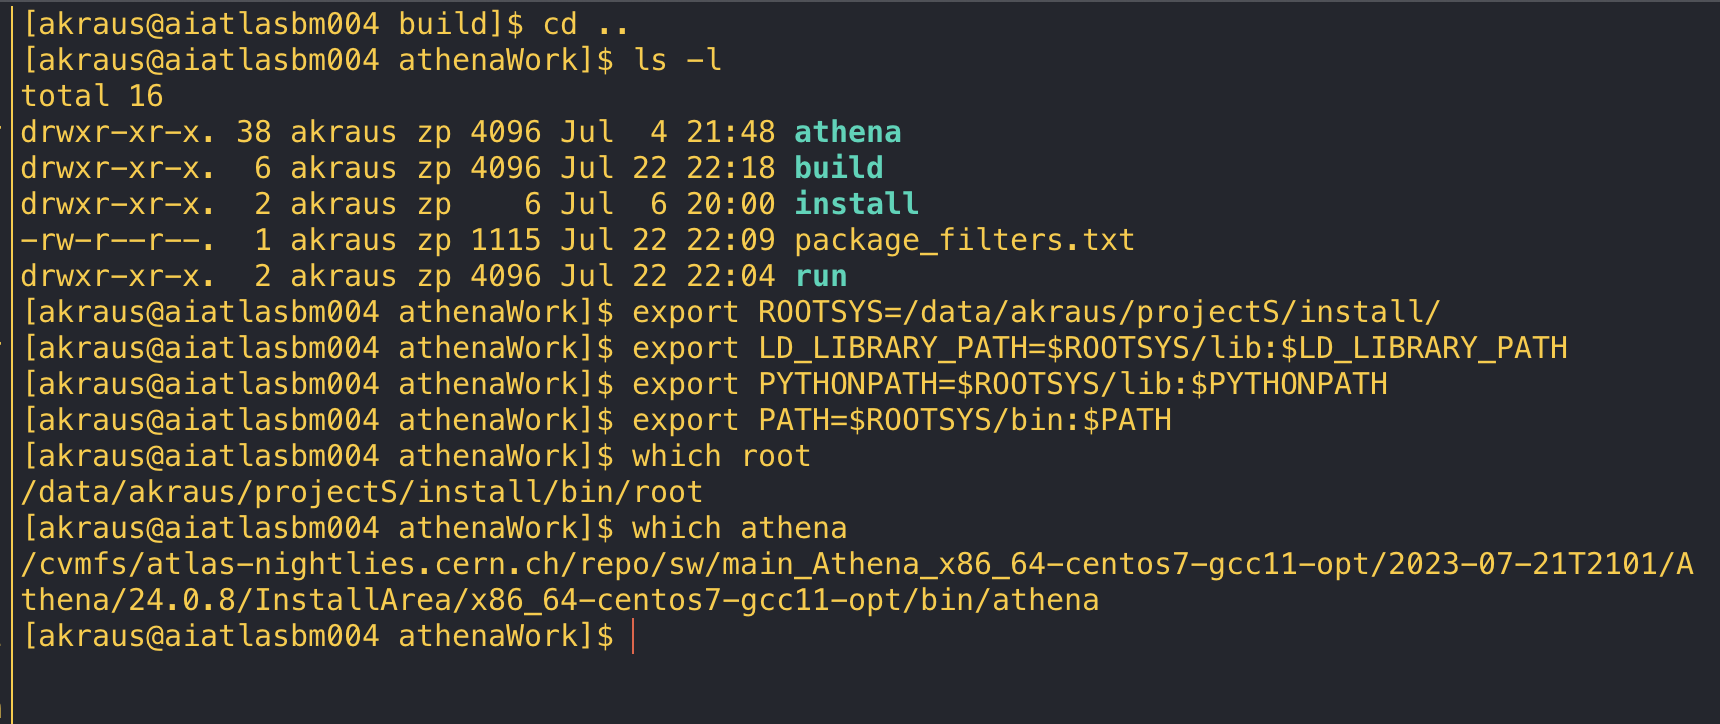 [akraus@aiatlasbm004 build]$ cd ..
[akraus@aiatlasbm004 athenaWork]$ ls -l
total 16
drwxr-xr-x. 38 akraus zp 4096 Jul  4 21:48 athena
drwxr-xr-x.  6 akraus zp 4096 Jul 22 22:18 build
drwxr-xr-x.  2 akraus zp    6 Jul  6 20:00 install
-rw-r--r--.  1 akraus zp 1115 Jul 22 22:09 package_filters.txt
drwxr-xr-x.  2 akraus zp 4096 Jul 22 22:04 run
[akraus@aiatlasbm004 athenaWork]$ export ROOTSYS=/data/akraus/projectS/install/
[akraus@aiatlasbm004 athenaWork]$ export LD_LIBRARY_PATH=$ROOTSYS/lib:$LD_LIBRARY_PATH
[akraus@aiatlasbm004 athenaWork]$ export PYTHONPATH=$ROOTSYS/lib:$PYTHONPATH
[akraus@aiatlasbm004 athenaWork]$ export PATH=$ROOTSYS/bin:$PATH
[akraus@aiatlasbm004 athenaWork]$ which root
/data/akraus/projectS/install/bin/root
[akraus@aiatlasbm004 athenaWork]$ which athena
/cvmfs/atlas-nightlies.cern.ch/repo/sw/main_Athena_x86_64-centos7-gcc11-opt/2023-07-21T2101/A
thena/24.0.8/InstallArea/x86_64-centos7-gcc11-opt/bin/athena
[akraus@aiatlasbm004 athenaWork]$